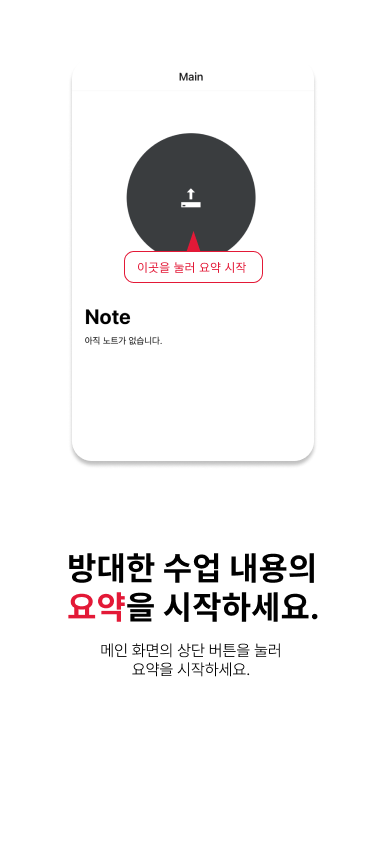 Main
이곳을 눌러 요약 시작
Note
아직 노트가 없습니다.
방대한 수업 내용의
요약을 시작하세요.
메인 화면의 상단 버튼을 눌러
요약을 시작하세요.